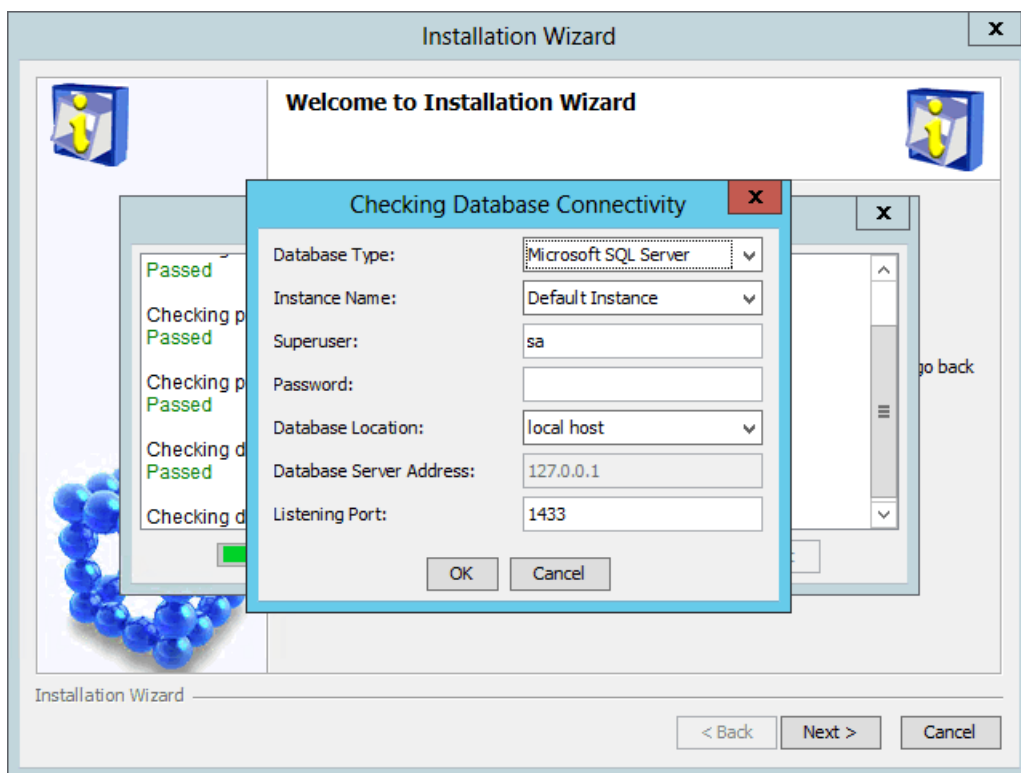 Installation Wizard
x
Welcome to Installation Wizard
x
Checking Database Connectivity
x
Passed
Checking p
Passed
Checking p
Passed
Checking d
Passed
Checking d
go back
Database Type:
Microsoft SQL Server
Instance Name:
Default Instance
Superuser:
sa
Password:
Database Location:
local host
Database Server Address:
127.0.0.1
Listening Port:
1433
OK
Cancel
Installation Wizard
< Back
Next >
Cancel